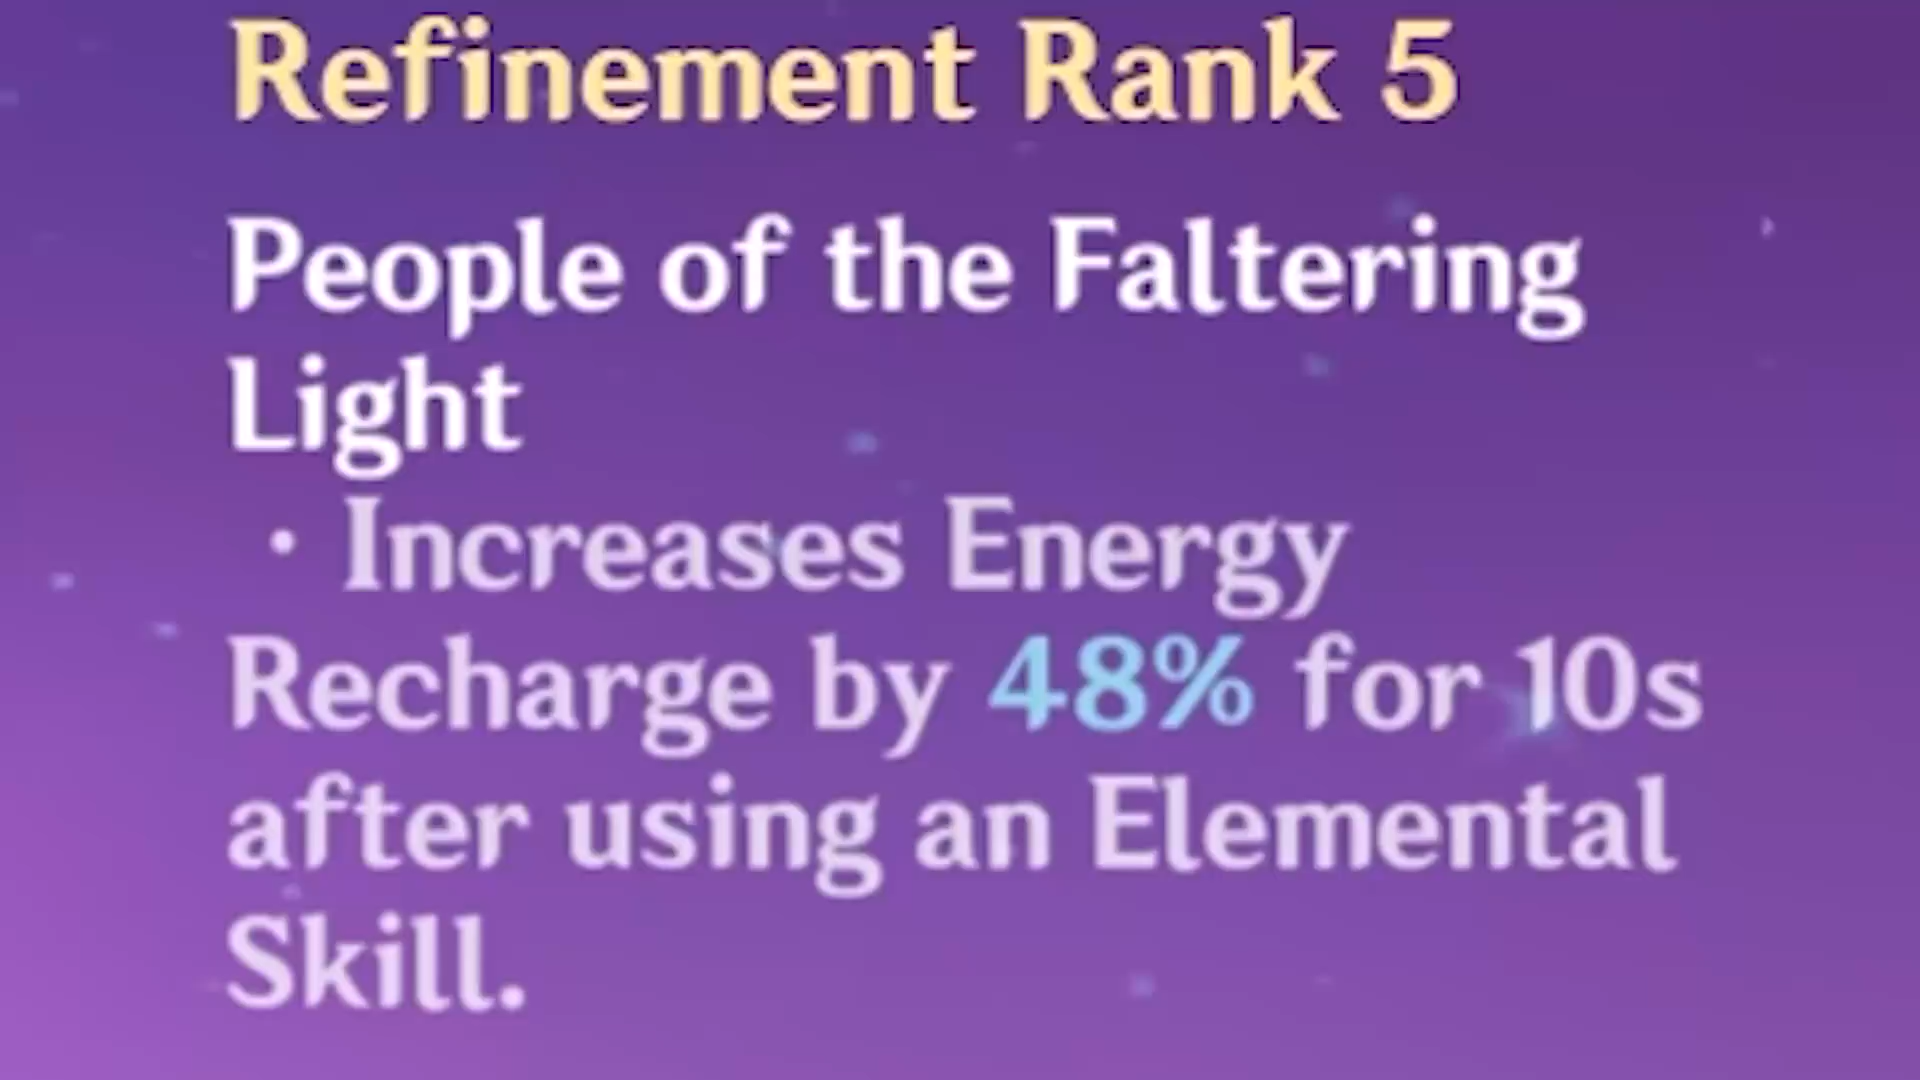 Refinement Rank 5
People of the Faltering
Light
· Increases Energy
Recharge by 48% for 10s
after using an Elemental
Skill.